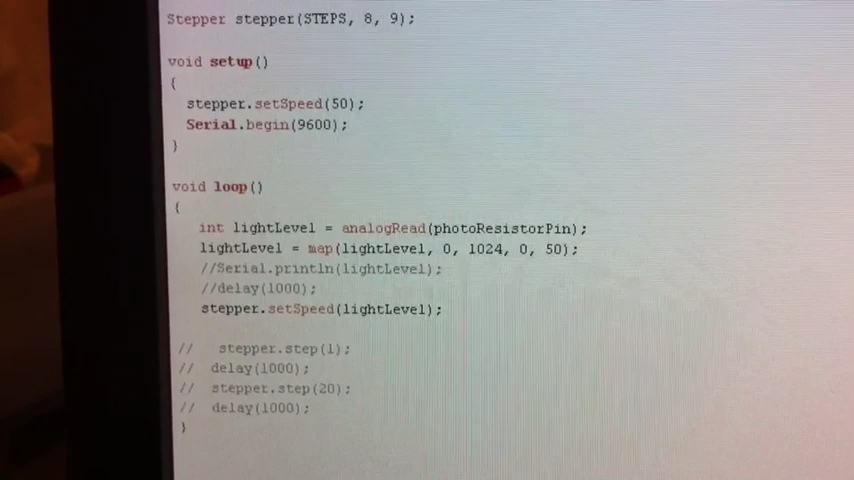 Stepper stepper(STEPS, 8, 9);
void setup()
{
stepper.setSpeed(50);
Serial.begin(9600);
}
void loop()
{
int lightLevel = analogRead(photoResistorPin);
lightLevel = map(lightLevel, 0, 1024, 0, 50);
//Serial.println(lightLevel);
//delay(1000);
stepper.setSpeed(lightLevel);
//   stepper.step(1);
//  delay(1000);
//  stepper.step(20);
//  delay(1000);
}